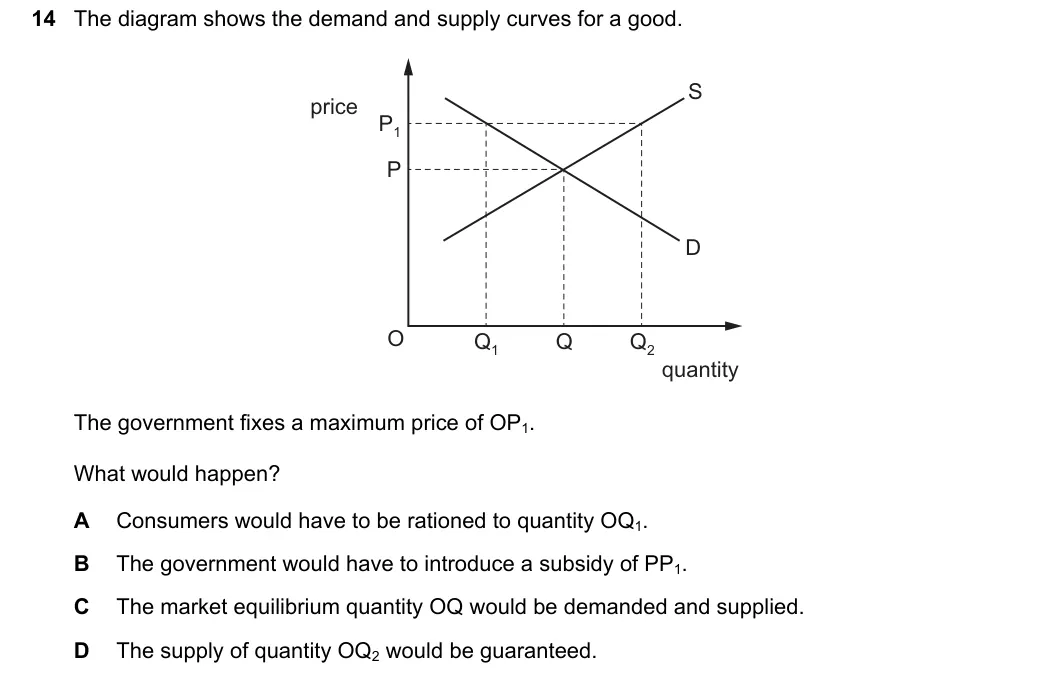 14 The diagram shows the demand and supply curves for a good.
price
P₁
P
S
D
O
Q₁
Q
Q₂
quantity
The government fixes a maximum price of OP₁.
What would happen?
A Consumers would have to be rationed to quantity OQ₁.
B The government would have to introduce a subsidy of PP₁.
C The market equilibrium quantity OQ would be demanded and supplied.
D The supply of quantity OQ₂ would be guaranteed.